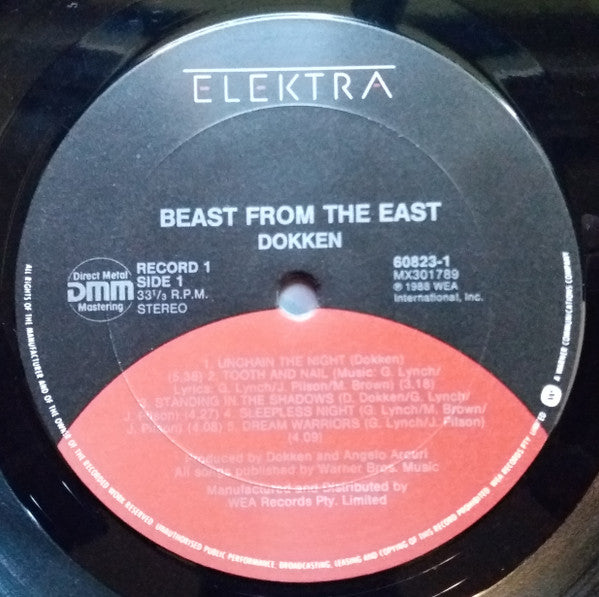 ELEKTRA
BEAST FROM THE EAST
DOKKEN
Direct Metal
DMM
Mastering
RECORD 1
SIDE 1
33⅓ R.P.M.
STEREO
60823-1
MX301789
℗ 1988 WEA
International, Inc.
1. UNCHAIN THE NIGHT (Dokken)
(5.38) 2. TOOTH AND NAIL (Music: G. Lynch/
Lyrics: G. Lynch/J. Pilson/M. Brown) (3.18)
3. STANDING IN THE SHADOWS (D. Dokken/G. Lynch/
J. Pilson) (4.27) 4. SLEEPLESS NIGHT (G. Lynch/M. Brown/
J. Pilson) (4.08) 5. DREAM WARRIORS (G. Lynch/J. Pilson)
(4.09)
Produced by Dokken and Angelo Arcuri
All songs published by Warner Bros. Music
Manufactured and Distributed by
WEA Records Pty. Limited
ALL RIGHTS OF THE MANUFACTURER AND OF THE OWNER OF THE RECORDED WORK RESERVED. UNAUTHORISED PUBLIC PERFORMANCE, BROADCASTING, LEASING AND COPYING OF THIS RECORD PROHIBITED. WEA RECORDS PTY. LIMITED
A WARNER COMMUNICATIONS COMPANY